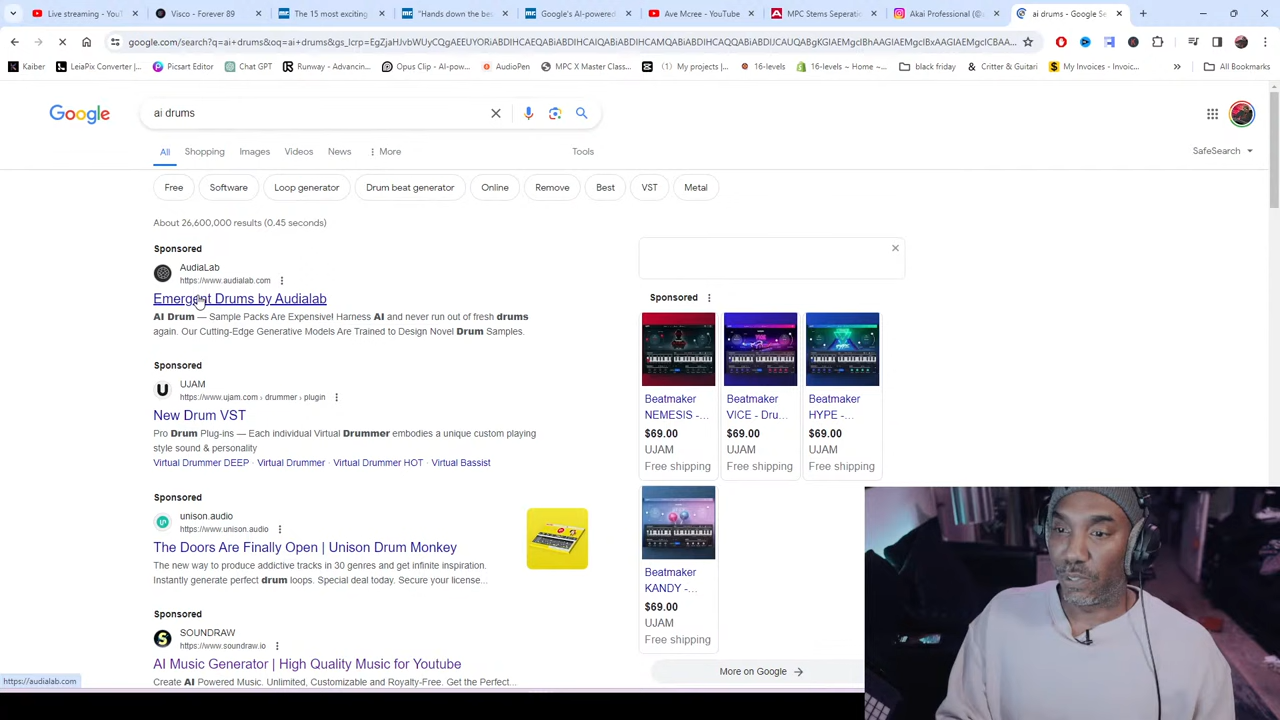 Live streaming - YouT
Visco - Forever 89
The 15 most exciting
"Hands down the be
Google's AI-powered
Ave Mcree - YouTube
MPC Stems Seperatio
Akai Professional (@
ai drums - Google Se
google.com/search?q=ai+drums&oq=ai+drums&gs_lcrp=
Kaiber
LeiaPix Converter |...
Picsart Editor
Chat GPT
Runway - Advancing...
Opus Clip - AI-pow...
AudioPen
MPC X Master Class...
(1) My projects |...
16-levels
16-levels ~ Home ·...
black friday
Critter & Guitari
My Invoices - Invoic...
All Bookmarks
Google
ai drums
All
Shopping
Images
Videos
News
More
Tools
SafeSearch
Free
Software
Loop generator
Drum beat generator
Online
Remove
Best
VST
Metal
About 26,600,000 results (0.45 seconds)
Sponsored
AudiaLab
https://www.audialab.com
Emergent Drums by Audialab
AI Drum — Sample Packs Are Expensive! Harness AI and never run out of fresh drums
again. Our Cutting-Edge Generative Models Are Trained to Design Novel Drum Samples.
Sponsored
UJAM
https://www.ujam.com › drummer › plugin
New Drum VST
Pro Drum Plug-ins — Each individual Virtual Drummer embodies a unique custom playing
style sound & personality
Virtual Drummer DEEP · Virtual Drummer · Virtual Drummer HOT · Virtual Bassist
Sponsored
unison.audio
https://www.unison.audio
The Doors Are Finally Open | Unison Drum Monkey
The new way to produce addictive tracks in 30 genres and get infinite inspiration.
Instantly generate perfect drum loops. Special deal today. Secure your license...
Sponsored
SOUNDRAW
https://www.soundraw.io
AI Music Generator | High Quality Music for Youtube
Create AI Powered Music. Unlimited, Customizable and Royalty-Free. Get the Perfect...
Sponsored
Beatmaker
NEMESIS -...
$69.00
UJAM
Free shipping
Beatmaker
VICE - Dru...
$69.00
UJAM
Free shipping
Beatmaker
HYPE -...
$69.00
UJAM
Free shipping
Beatmaker
KANDY -...
$69.00
UJAM
Free shipping
More on Google
https://audialab.com